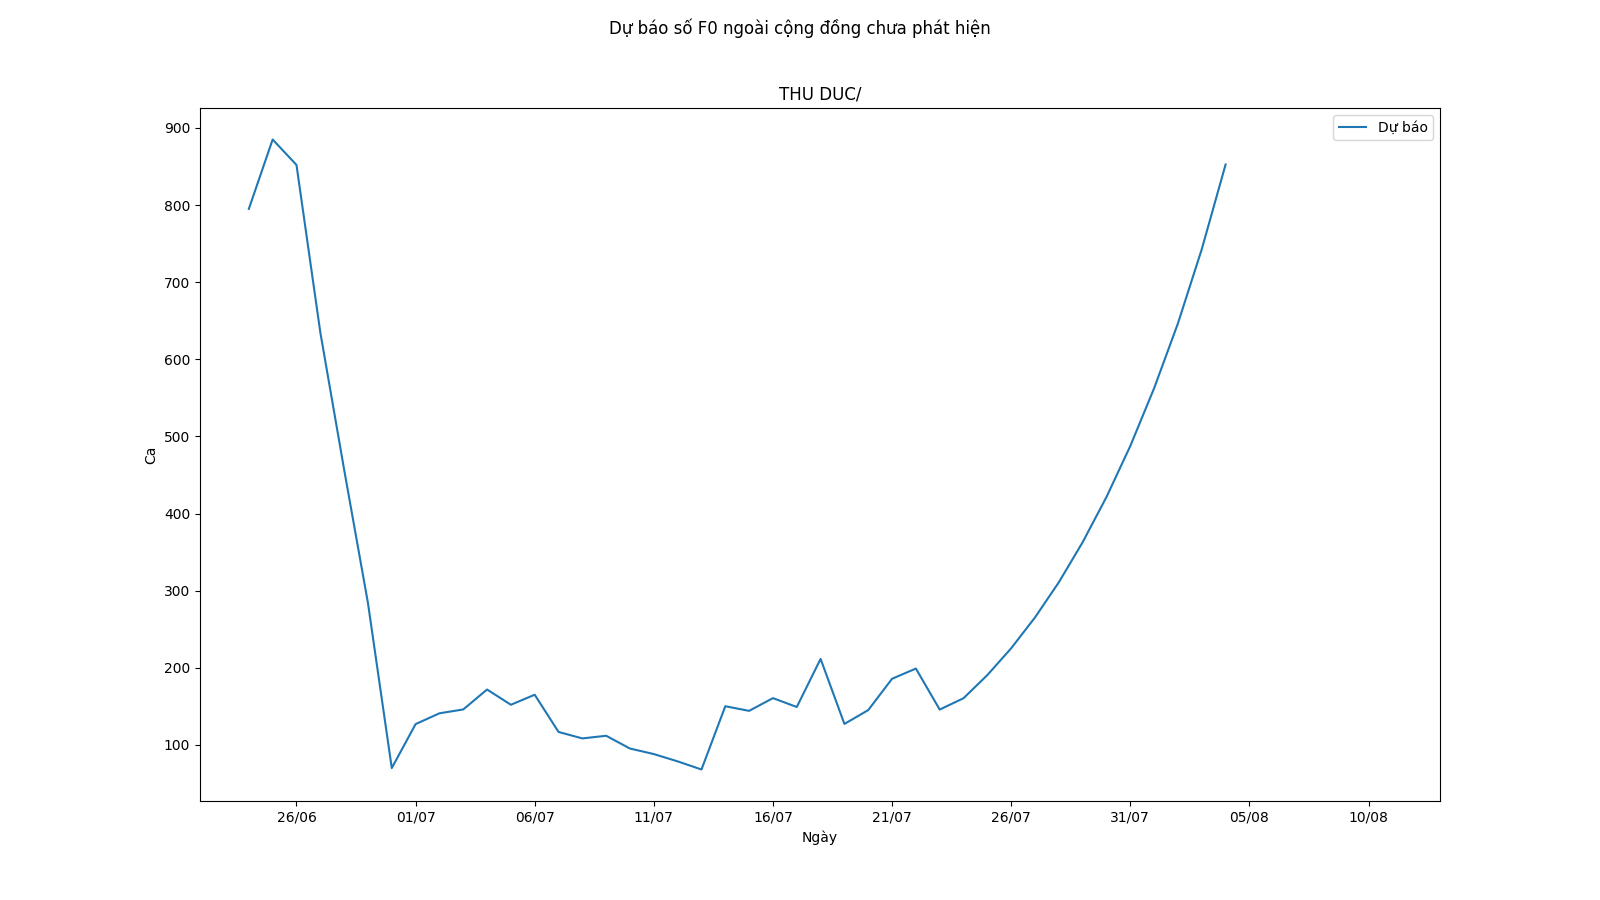 Dự báo số F0 ngoài cộng đồng chưa phát hiện
THU DUC/
Dự báo
900
800
700
600
500
400
300
200
100
Ca
26/06 01/07 06/07 11/07 16/07 21/07 26/07 31/07 05/08 10/08
Ngày